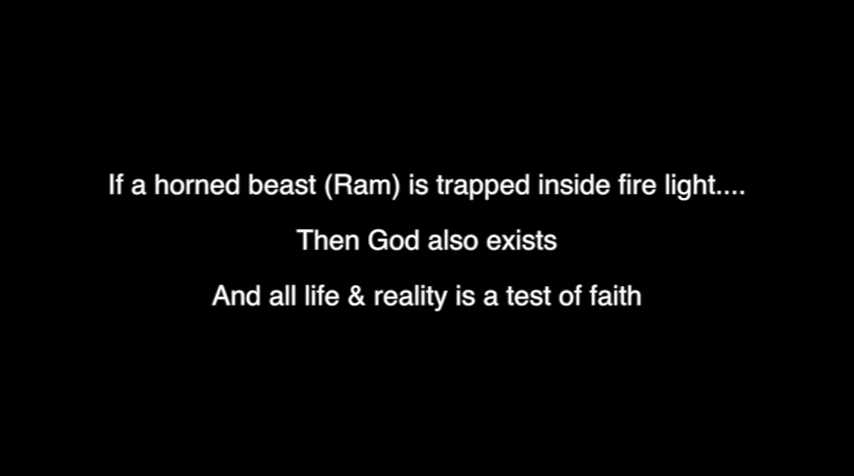 If a horned beast (Ram) is trapped inside fire light....
Then God also exists
And all life & reality is a test of faith